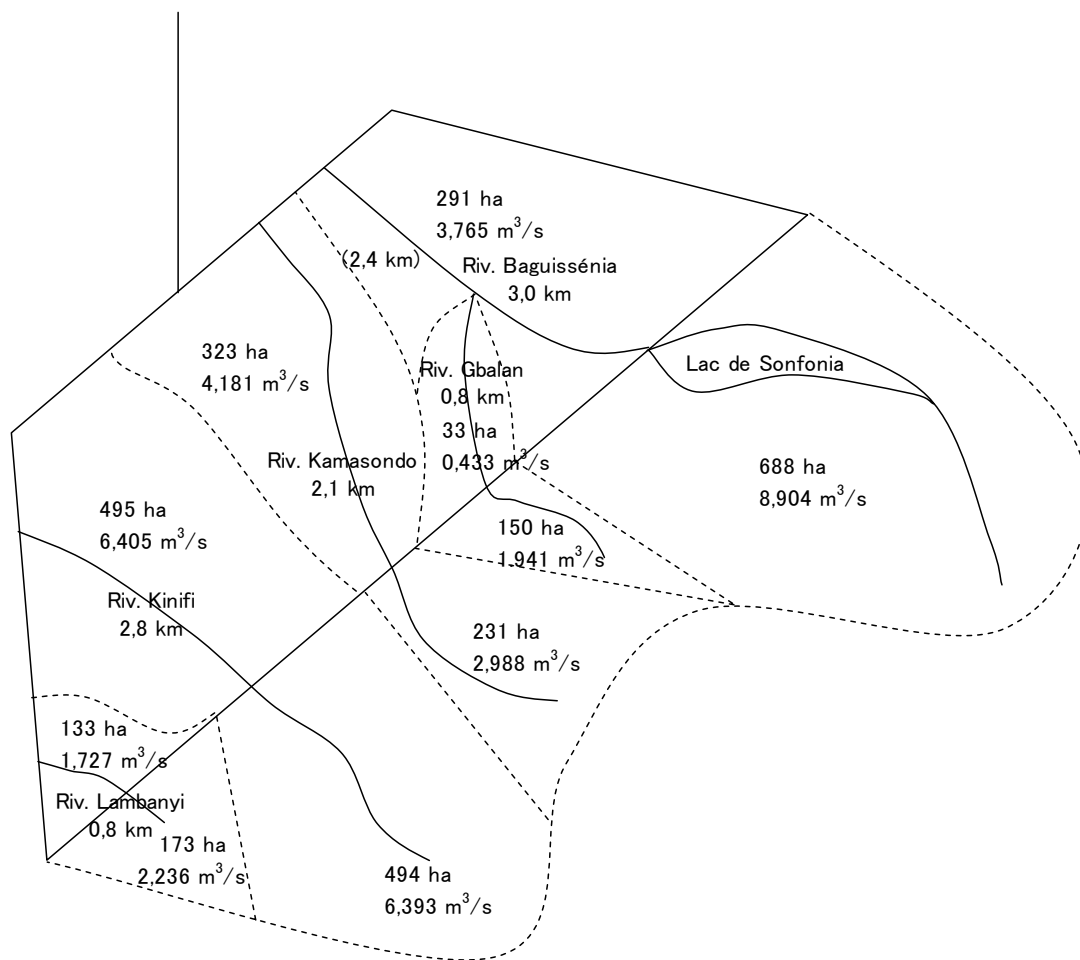 291 ha
3,765 m³/s
(2,4 km)
Riv. Baguissénia
3,0 km
323 ha
4,181 m³/s
Riv. Gbalan
0,8 km
Lac de Sonfonia
33 ha
0,433 m³/s
Riv. Kamasondo
2,1 km
688 ha
8,904 m³/s
495 ha
6,405 m³/s
150 ha
1.941 m³/s
Riv. Kinifi
2,8 km
231 ha
2,988 m³/s
133 ha
1,727 m³/s
Riv. Lambanyi
0,8 km
173 ha
2,236 m³/s
494 ha
6,393 m³/s